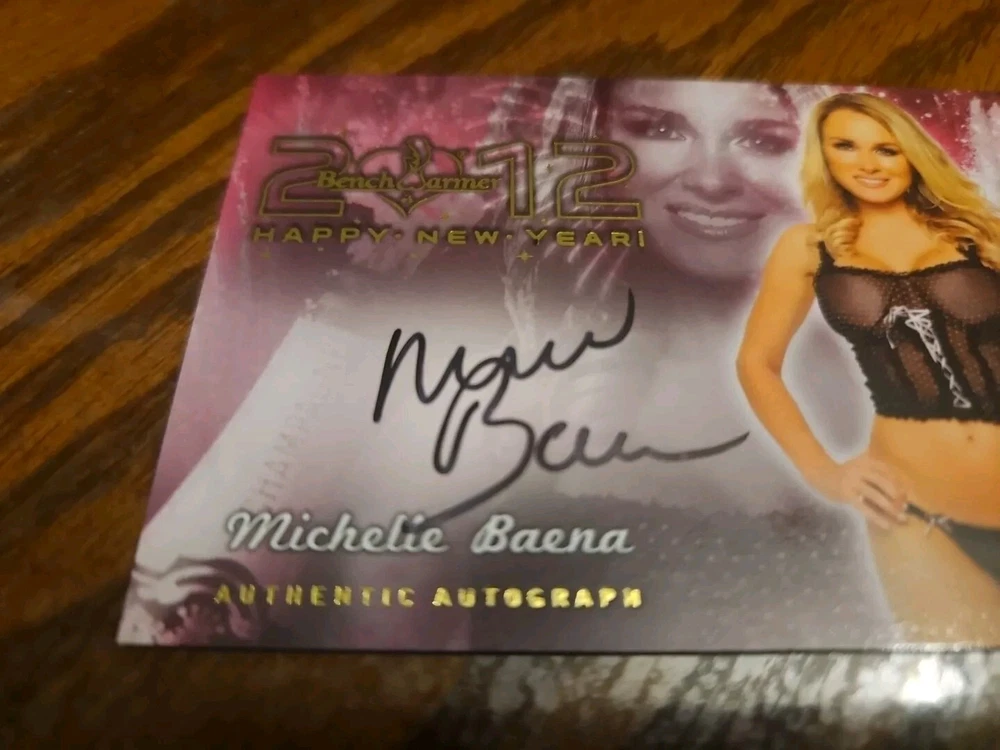 2012
BenchWarmer
HAPPY·NEW·YEAR!
Michelle Baena
AUTHENTIC AUTOGRAPH